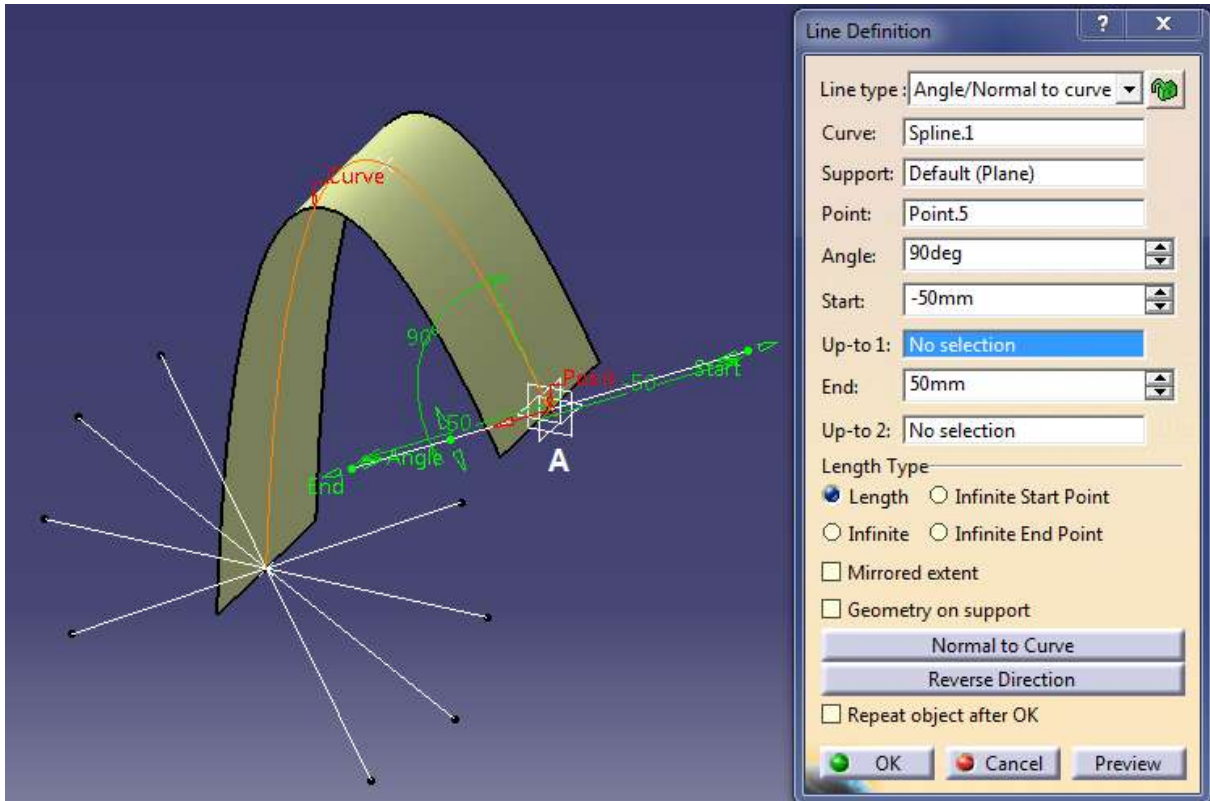 Line Definition
? X
Line type : Angle/Normal to curve
Curve: Spline.1
Support: Default (Plane)
Point: Point.5
Angle: 90deg
Start: -50mm
Up-to 1: No selection
End: 50mm
Up-to 2: No selection
Length Type
Length Infinite Start Point
Infinite Infinite End Point
Mirrored extent
Geometry on support
Normal to Curve
Reverse Direction
Repeat object after OK
OK Cancel Preview
Curve
90°
Point
Start
-50
50
Angle
End
A